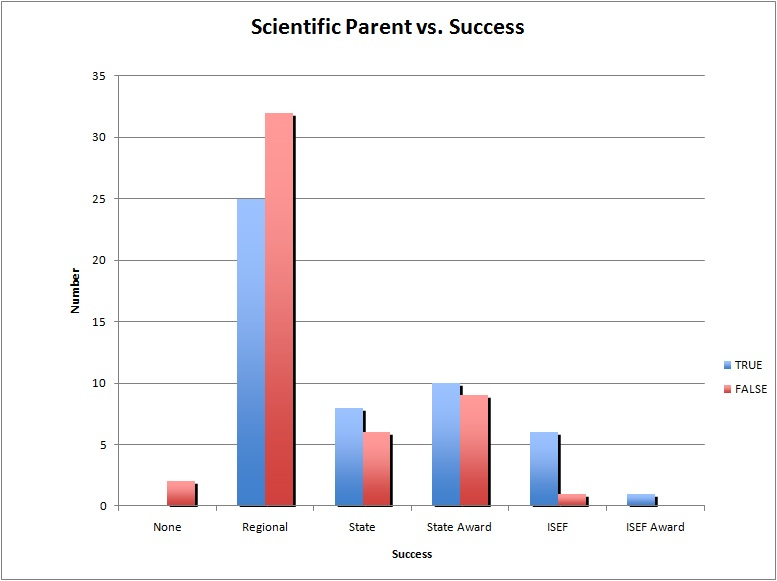 Scientific Parent vs. Success
35
30
25
20
15
10
5
0
Number
None Regional State State Award ISEF ISEF Award
Success
TRUE
FALSE